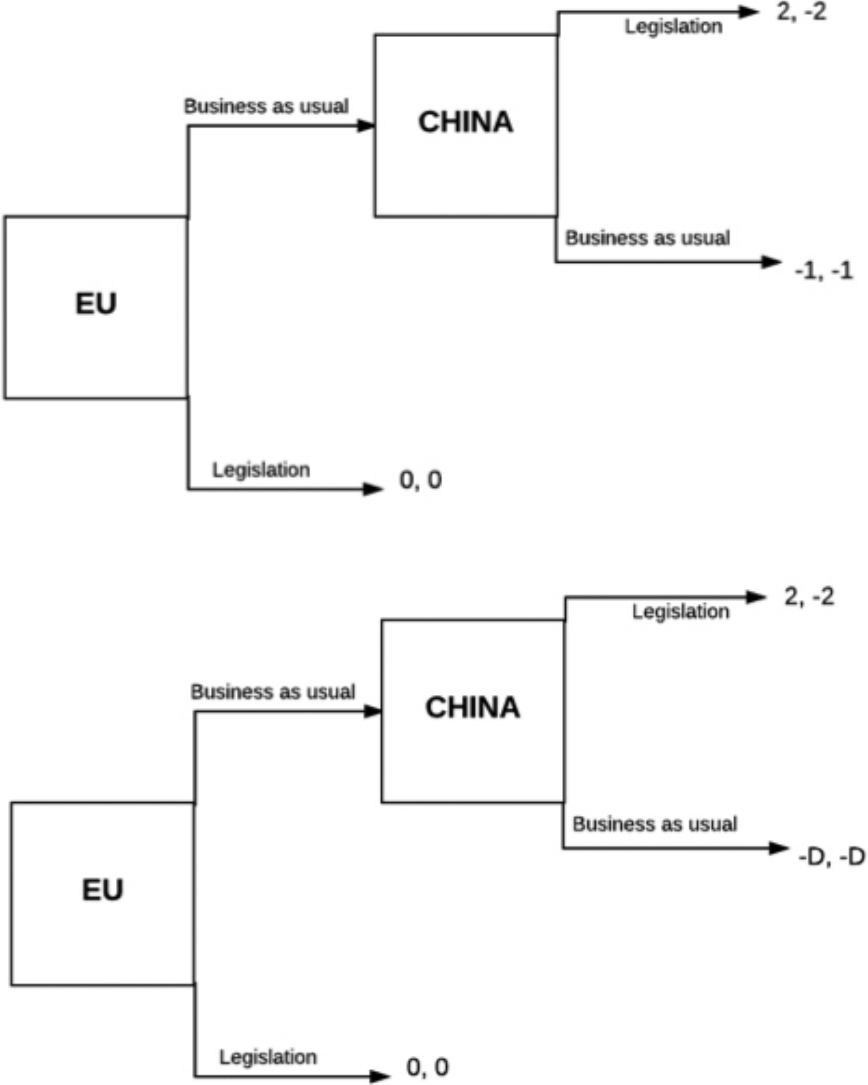 2, -2
Legislation
Business as usual
CHINA
Business as usual
-1, -1
EU
Legislation
0, 0
2, -2
Legislation
Business as usual
CHINA
Business as usual
-D, -D
EU
Legislation
0, 0